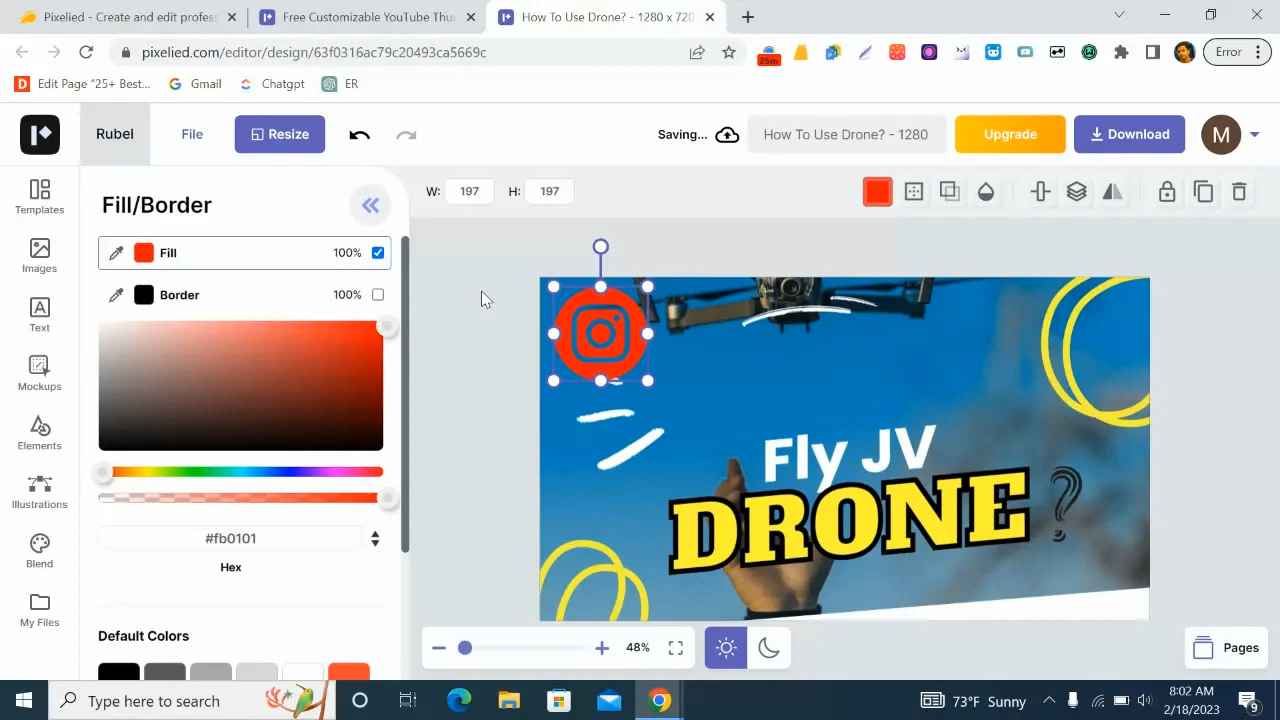 Pixelied - Create and edit profess
Free Customizable YouTube Thu
How To Use Drone? - 1280 x 720
pixelied.com/editor/design/63f0316ac79c20493ca5669c
25m
Error
Edit Page “25+ Best...
Gmail
Chatgpt
ER
Rubel
File
Resize
Saving...
How To Use Drone? - 1280
Upgrade
Download
M
W: 197 H: 197
Templates
Images
Text
Mockups
Elements
Illustrations
Blend
My Files
Fill/Border
Fill 100%
Border 100%
#fb0101
Hex
Default Colors
Fly JV
DRONE ?
48%
Pages
Type here to search
73°F Sunny
8:02 AM
2/18/2023
9